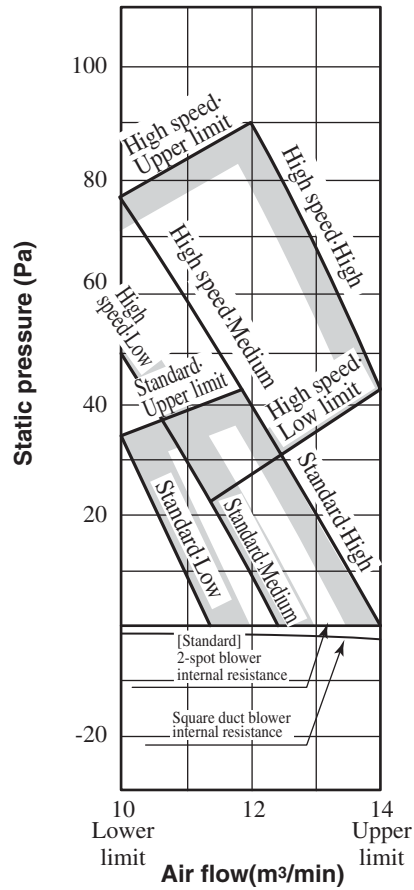 100
80
60
40
20
-20
Static pressure (Pa)
High speed·
Upper limit
High speed·High
High speed·Medium
High
speed·Low
Standard·
Upper limit
High speed·
Low limit
Standard·Low
Standard·Medium
Standard·High
[Standard]
2-spot blower
internal resistance
Square duct blower
internal resistance
10
12
14
Lower
limit
Upper
limit
Air flow(m³/min)